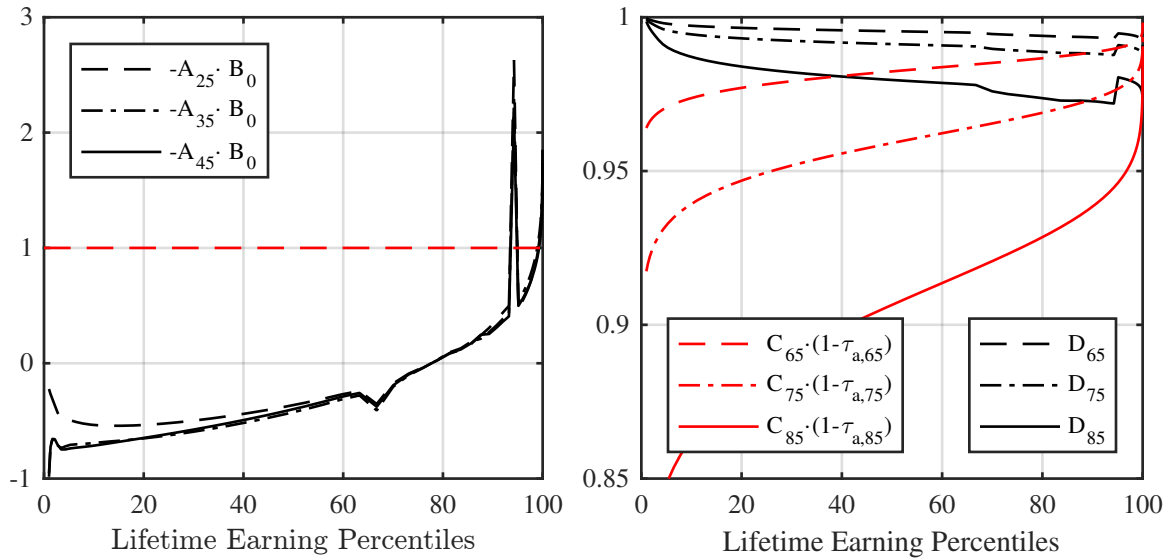 3
2
1
0
-1
0
20
40
60
80
100
-A25· B0
-A35· B0
-A45· B0
Lifetime Earning Percentiles
1
0.95
0.9
0.85
0
20
40
60
80
100
C65·(1-τa,65)
C75·(1-τa,75)
C85·(1-τa,85)
D65
D75
D85
Lifetime Earning Percentiles